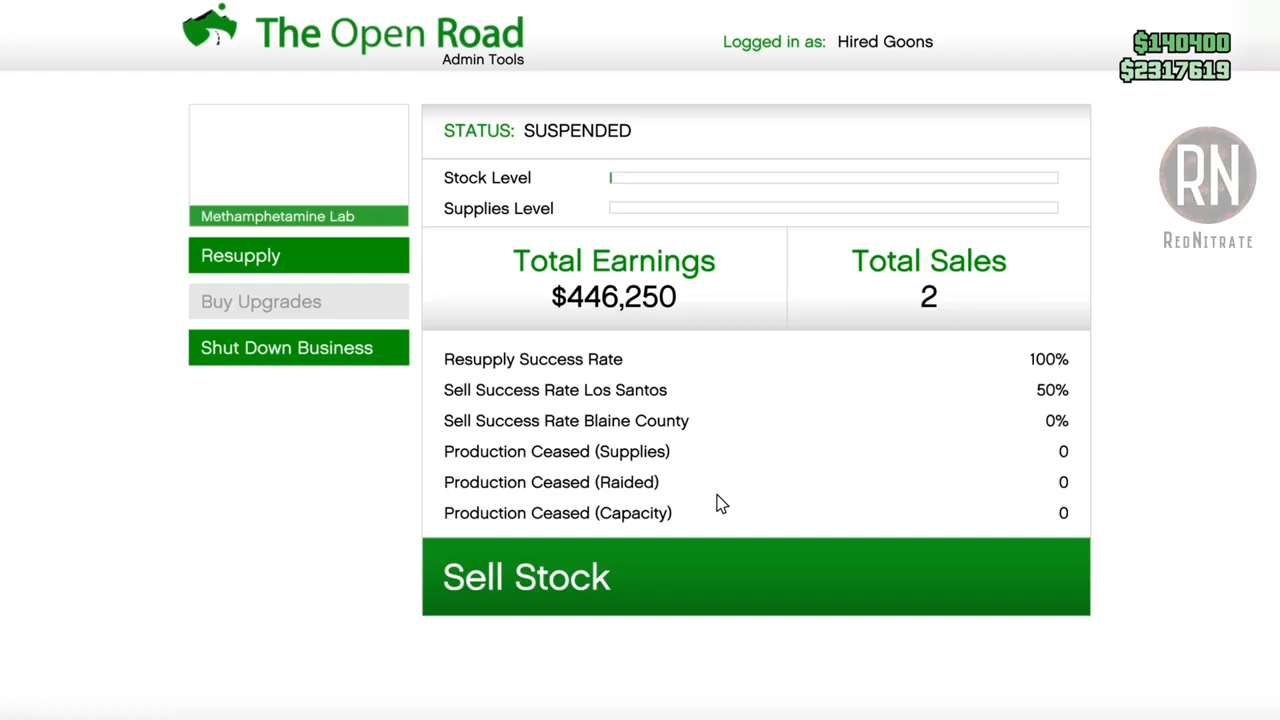 The Open Road
Admin Tools
Logged in as: Hired Goons
$140400
$2317619
RN
REDNITRATE
Methamphetamine Lab
Resupply
Buy Upgrades
Shut Down Business
STATUS: SUSPENDED
Stock Level
Supplies Level
Total Earnings
$446,250
Total Sales
2
Resupply Success Rate 100%
Sell Success Rate Los Santos 50%
Sell Success Rate Blaine County 0%
Production Ceased (Supplies) 0
Production Ceased (Raided) 0
Production Ceased (Capacity) 0
Sell Stock